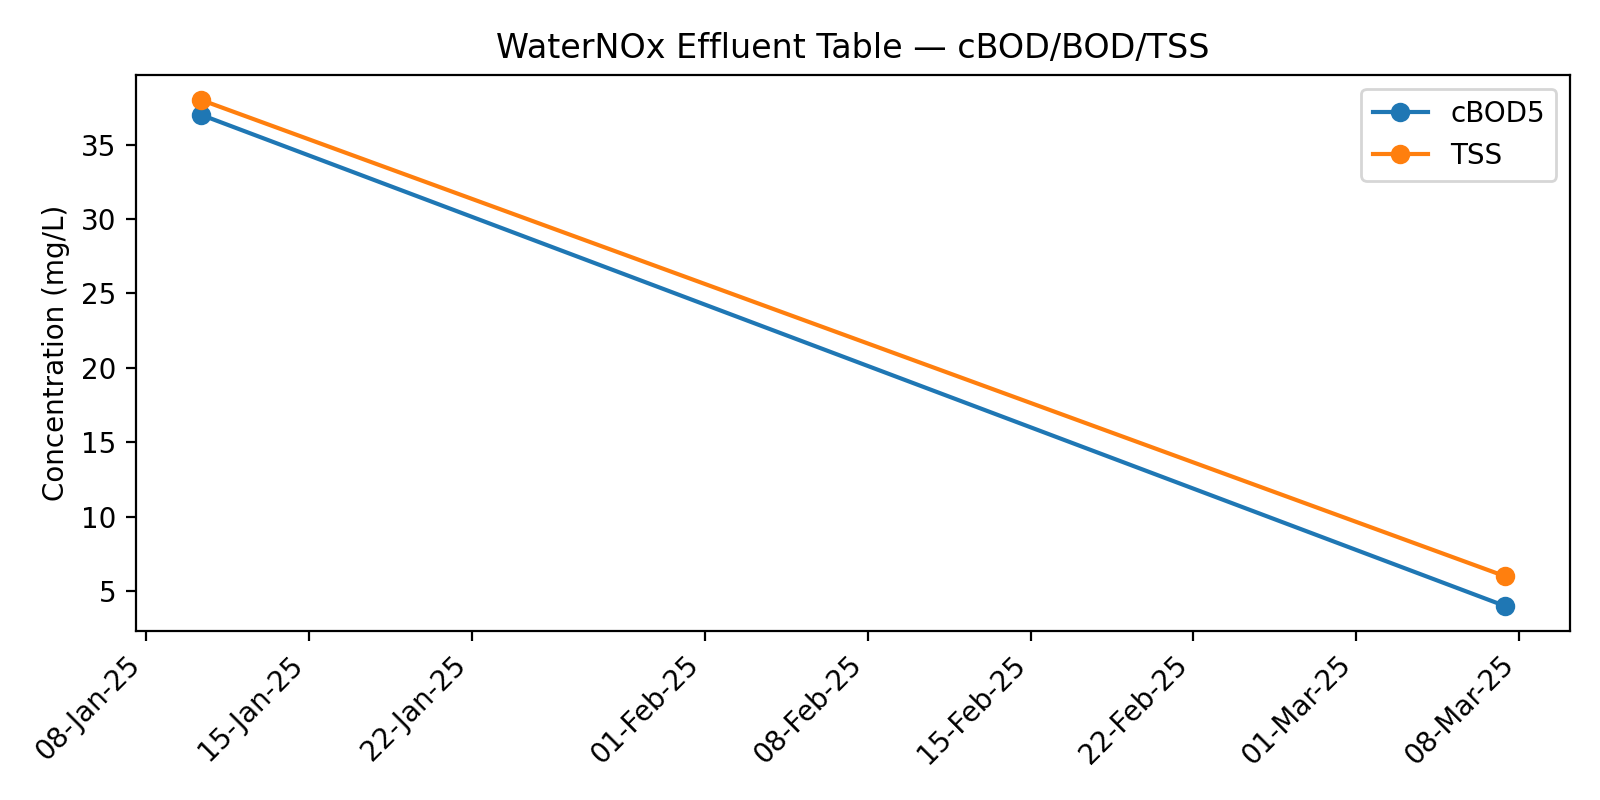 WaterNOx Effluent Table — cBOD/BOD/TSS
cBOD5
TSS
Concentration (mg/L)
35
30
25
20
15
10
5
08-Jan-25
15-Jan-25
22-Jan-25
01-Feb-25
08-Feb-25
15-Feb-25
22-Feb-25
01-Mar-25
08-Mar-25